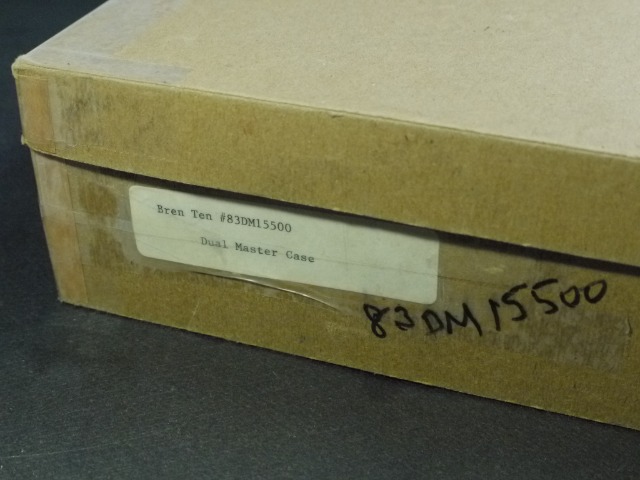 Bren Ten #83DM15500
Dual Master Case
83DM15500